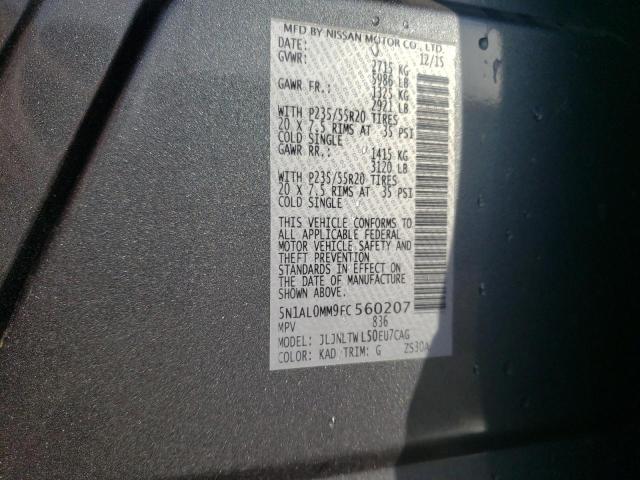 MFD BY NISSAN MOTOR CO., LTD.
DATE: 12/15
GVWR: 2715 KG
5986 LB
GAWR FR.: 1325 KG
2921 LB
WITH P235/55R20 TIRES
20 X 7.5 RIMS AT 35 PSI
COLD SINGLE
GAWR RR.: 1415 KG
3120 LB
WITH P235/55R20 TIRES
20 X 7.5 RIMS AT 35 PSI
COLD SINGLE
THIS VEHICLE CONFORMS TO
ALL APPLICABLE FEDERAL
MOTOR VEHICLE SAFETY AND
THEFT PREVENTION
STANDARDS IN EFFECT ON
THE DATE OF MANUFACTURE
SHOWN ABOVE.
5N1AL0MM9FC560207
MPV 836
MODEL: JLJNLTWL50EU7CAG
COLOR: KAD TRIM: G ZS30A